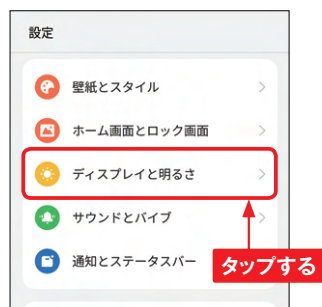 設定
壁紙とスタイル
ホーム画面とロック画面
ディスプレイと明るさ
サウンドとバイブ
通知とステータスバー
タップする